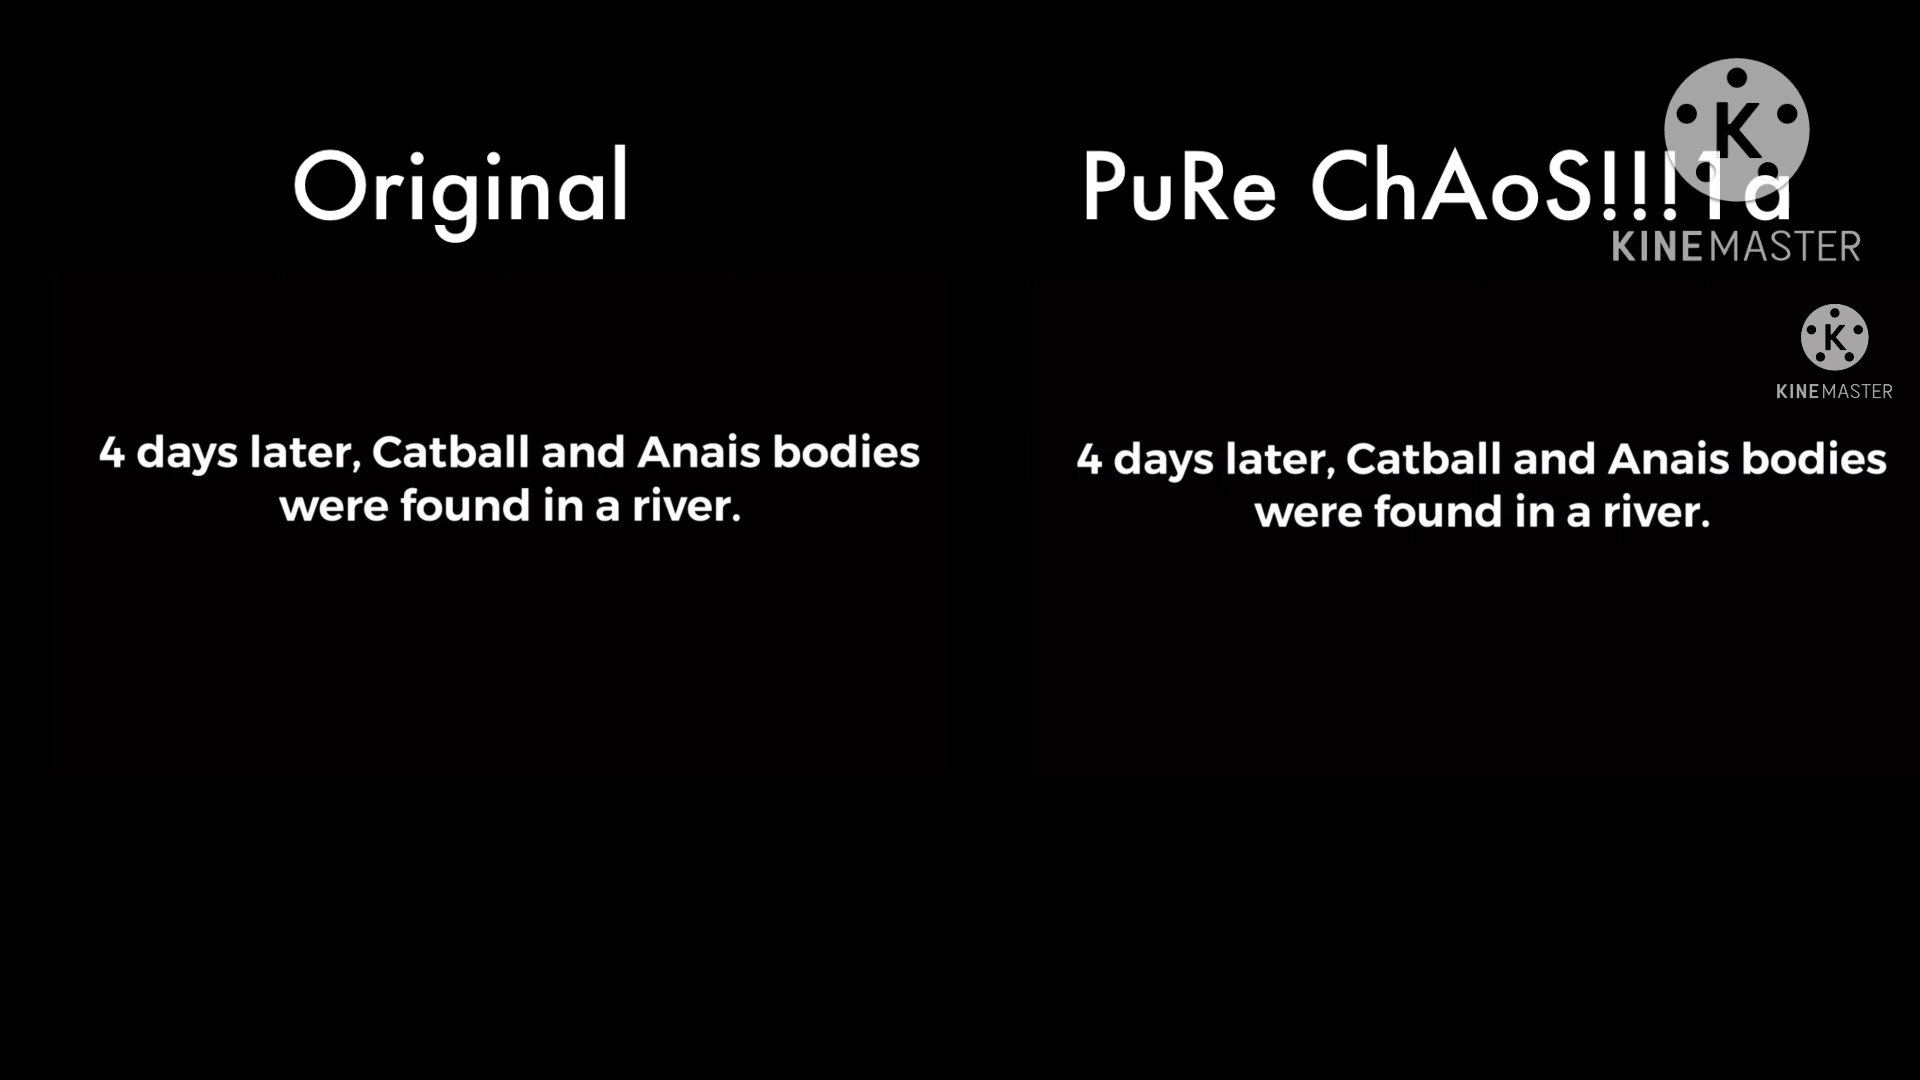 Original
PuRe ChAoS!!!1a
K
KINEMASTER
K
KINEMASTER
4 days later, Catball and Anais bodies
were found in a river.
4 days later, Catball and Anais bodies
were found in a river.